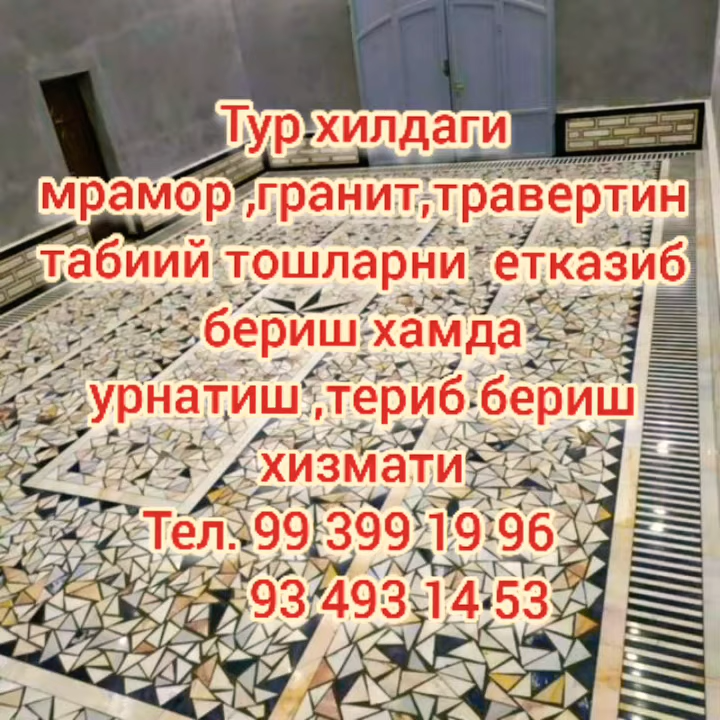 Тур хилдаги
мрамор ,гранит,травертин
табиий тошларни етказиб
бериш хамда
урнатиш ,териб бериш
хизмати
Тел. 99 399 19 96
93 493 14 53